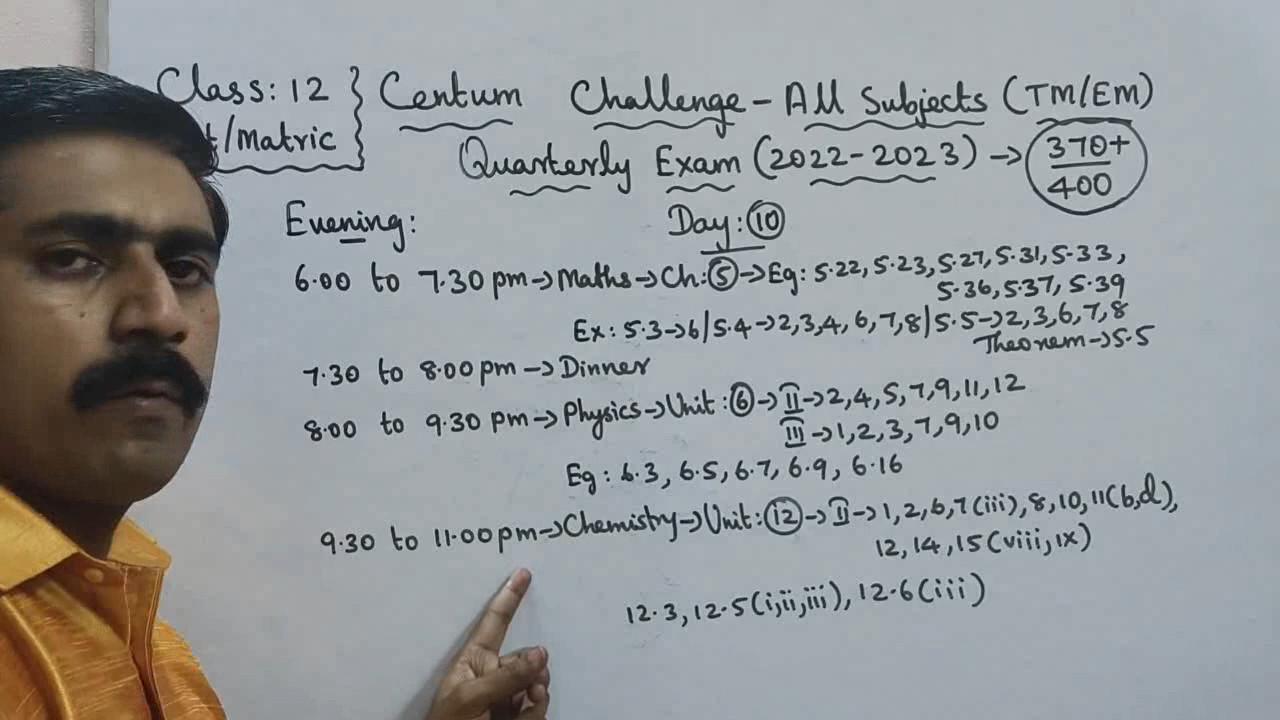 Class: 12 } Centum Challenge - All Subjects (TM/EM)
/Matric Quarterly Exam (2022-2023) → 370+/400
Evening: Day: 10
6.00 to 7.30 pm → Maths → Ch: 5 → Eg: 5.22, 5.23, 5.27, 5.31, 5.33,
5.36, 5.37, 5.39
Ex: 5.3 → 6 | 5.4 → 2, 3, 4, 6, 7, 8 | 5.5 → 2, 3, 6, 7, 8
Theorem → 5.5
7.30 to 8.00 pm → Dinner
8.00 to 9.30 pm → Physics → Unit: 6 → II → 2, 4, 5, 7, 9, 11, 12
III → 1, 2, 3, 7, 9, 10
Eg: 6.3, 6.5, 6.7, 6.9, 6.16
9.30 to 11.00 pm → Chemistry → Unit: 12 → II → 1, 2, 6, 7 (iii), 8, 10, 11 (b,d),
12, 14, 15 (viii, ix)
12.3, 12.5 (i, ii, iii), 12.6 (iii)